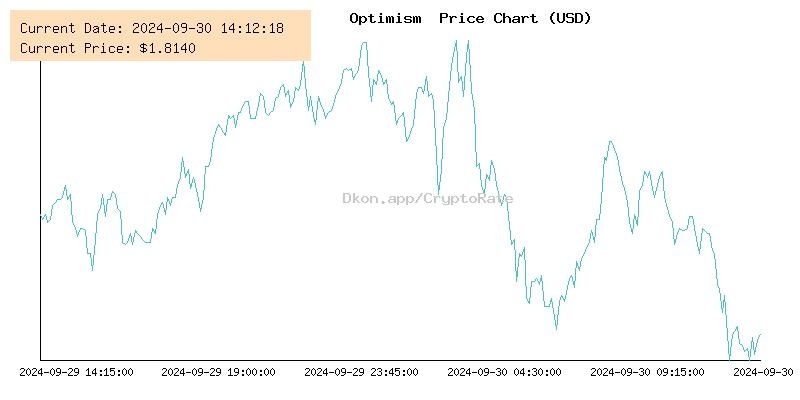 Optimism  Price Chart (USD)
Current Date: 2024-09-30 14:12:18
Current Price: $1.8140
Dkon.app/CryptoRate
2024-09-29 14:15:00 2024-09-29 19:00:00 2024-09-29 23:45:00 2024-09-30 04:30:00 2024-09-30 09:15:00 2024-09-30